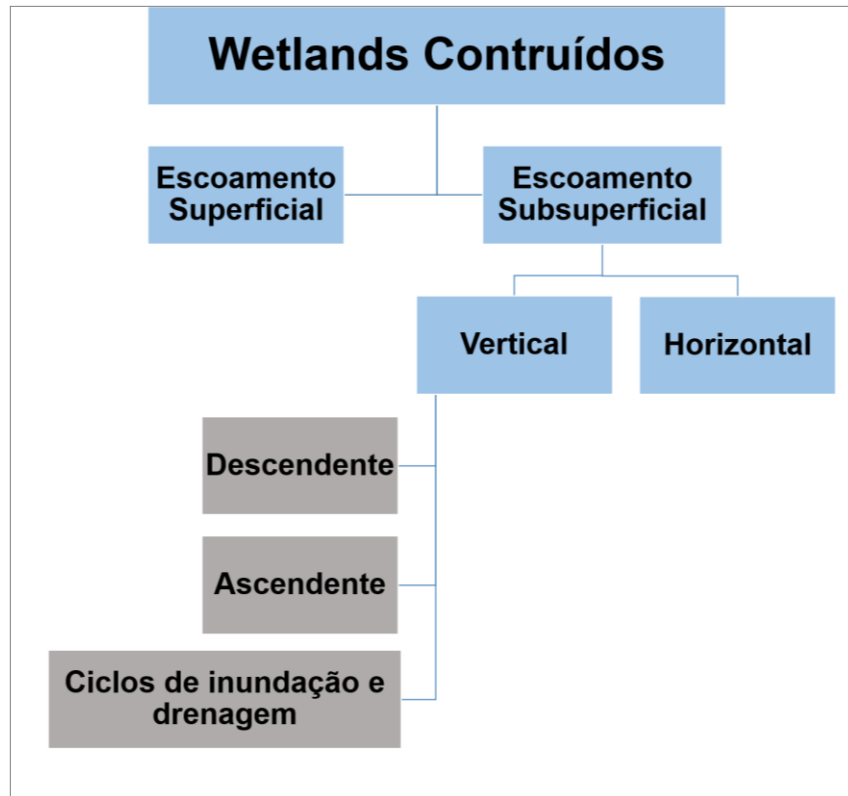 Wetlands Contruídos
Escoamento
Superficial
Escoamento
Subsuperficial
Vertical
Horizontal
Descendente
Ascendente
Ciclos de inundação e
drenagem